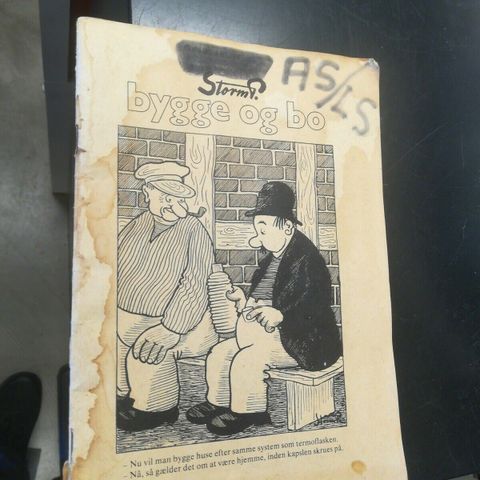 AS/LS
Storm P.
bygge og bo
– Nu vil man bygge huse efter samme system som termoflasken.
– Nå, så gælder det om at være hjemme, inden kapslen skrues på.